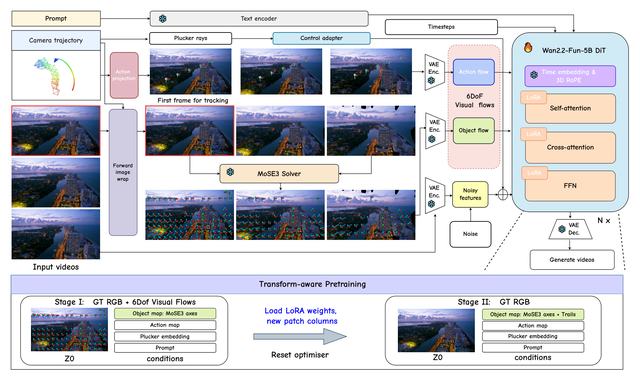 Prompt
Text encoder
Timesteps
Camera trajectory
Plucker rays
Control adapter
Wan2.2-Fun-5B DiT
Action
projection
VAE
Enc.
Action flow
Time embedding &
3D RoPE
6DoF
Visual flows
LoRA
Self-attention
First frame for tracking
Forward
image
wrap
VAE
Enc.
Object flow
LoRA
Cross-attention
MoSE3 Solver
LoRA
FFN
VAE
Enc.
Noisy
features
Noise
N x
VAE
Dec.
Generate videos
Input videos
Transform-aware Pretraining
Stage I: GT RGB + 6Dof Visual Flows
Object map: MoSE3 axes
Action map
Plucker embedding
Prompt
Z0
conditions
Load LoRA weights,
new patch columns
Reset optimiser
Stage II: GT RGB
Object map: MoSE3 axes + Trails
Action map
Plucker embedding
Prompt
Z0
conditions